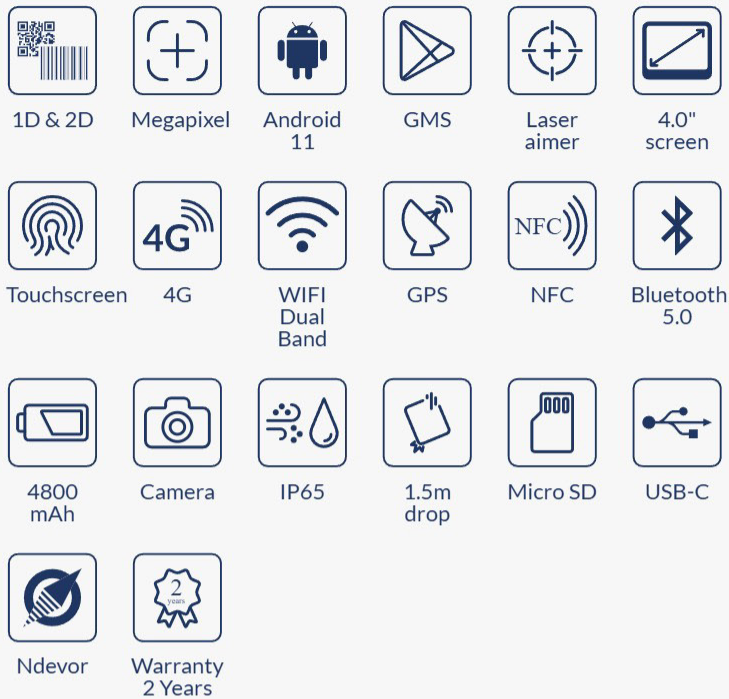 1D & 2D
Megapixel
Android
11
GMS
Laser
aimer
4.0"
screen
4G
NFC
Touchscreen
4G
WIFI
Dual
Band
GPS
NFC
Bluetooth
5.0
4800
mAh
Camera
IP65
1.5m
drop
Micro SD
USB-C
2
years
Ndevor
Warranty
2 Years